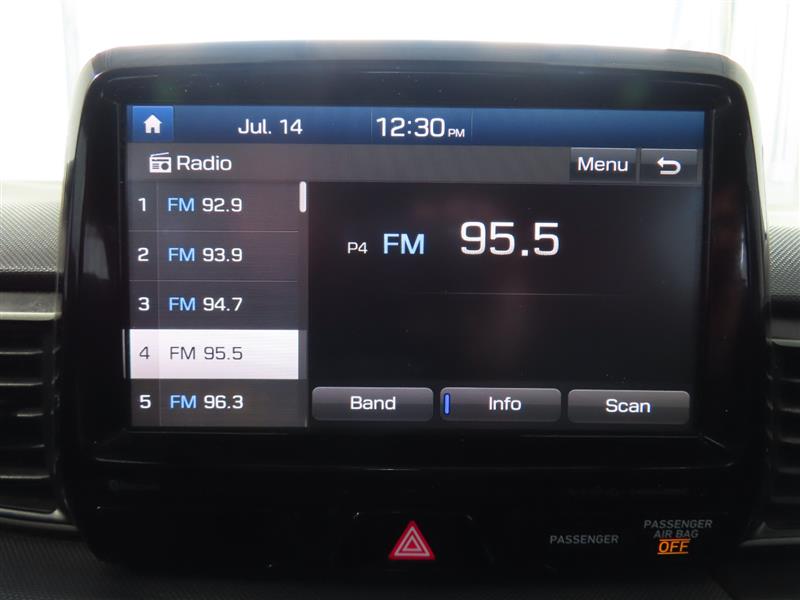 Jul. 14 12:30 PM
Radio Menu
1 FM 92.9
2 FM 93.9
P4 FM 95.5
3 FM 94.7
4 FM 95.5
5 FM 96.3
Band Info Scan
PASSENGER
PASSENGER
AIR BAG
OFF